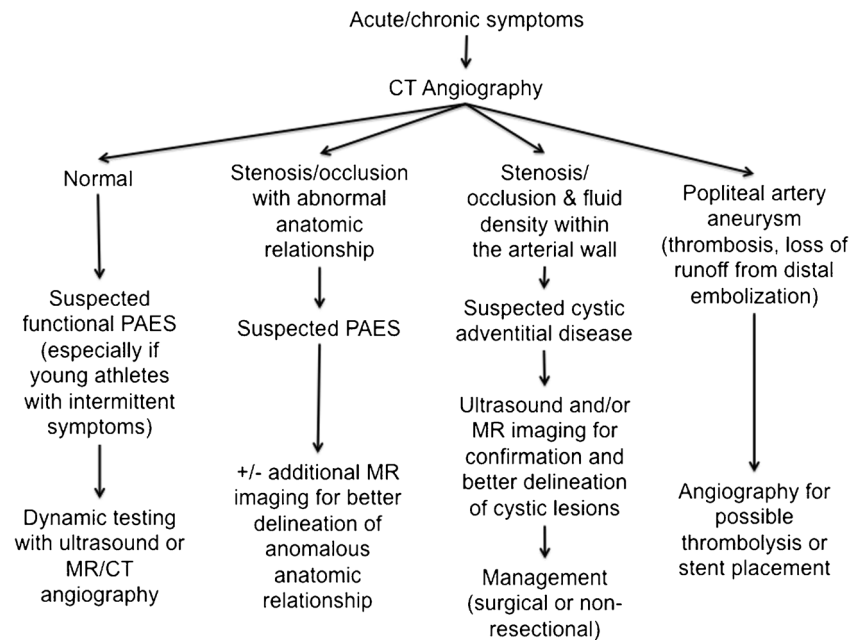 Acute/chronic symptoms
CT Angiography
Normal
Suspected
functional PAES
(especially if
young athletes
with intermittent
symptoms)
Dynamic testing
with ultrasound or
MR/CT
angiography
Stenosis/occlusion
with abnormal
anatomic
relationship
Suspected PAES
+/- additional MR
imaging for better
delineation of
anomalous
anatomic
relationship
Stenosis/
occlusion & fluid
density within
the arterial wall
Suspected cystic
adventitial disease
Ultrasound and/or
MR imaging for
confirmation and
better delineation
of cystic lesions
Management
(surgical or non-
resectional)
Popliteal artery
aneurysm
(thrombosis, loss of
runoff from distal
embolization)
Angiography for
possible
thrombolysis or
stent placement